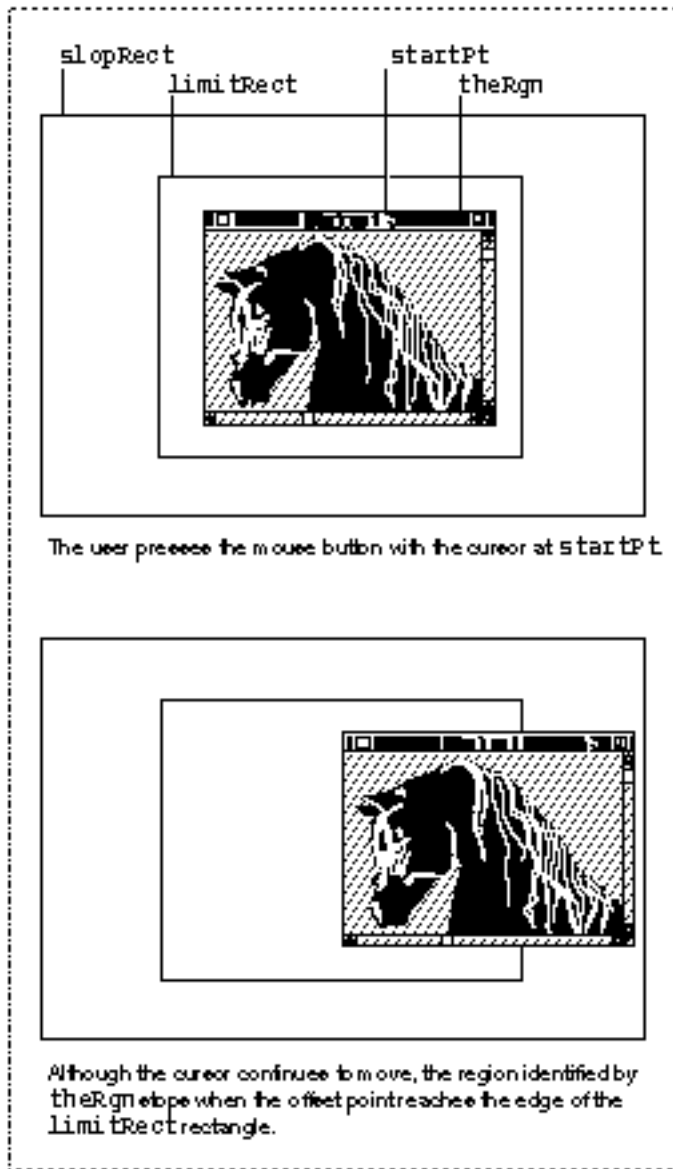 slopRect startPt
limitRect theRgn
The user presses the mouse button with the cursor at startPt
Although the cursor continues to move, the region identified by
theRgn stops when the offset point reaches the edge of the
limitRect rectangle.